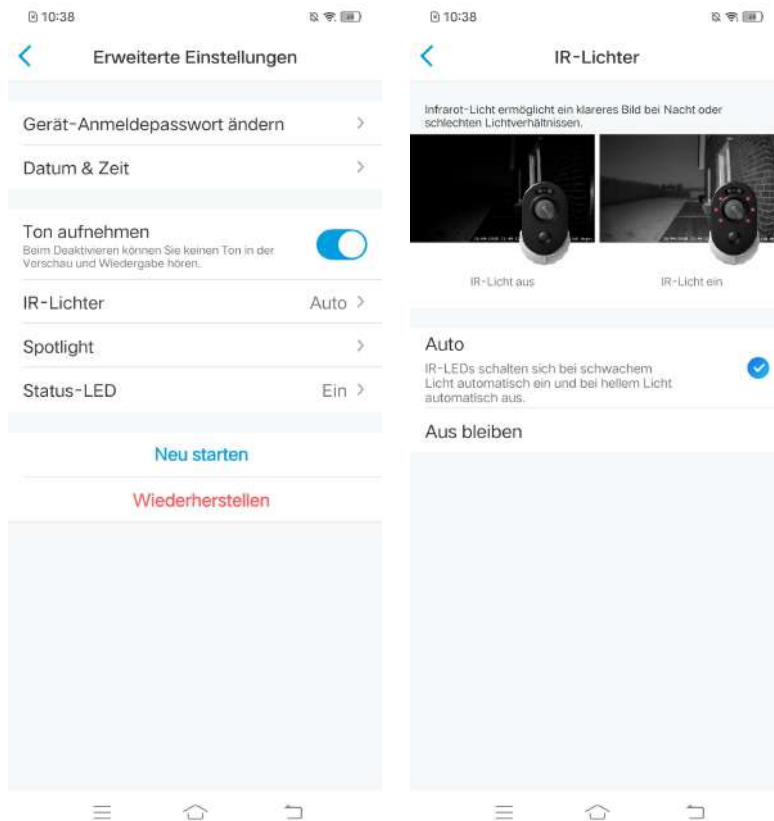 10:38
Erweiterte Einstellungen
Gerät-Anmeldepasswort ändern
Datum & Zeit
Ton aufnehmen
Beim Deaktivieren können Sie keinen Ton in der
Vorschau und Wiedergabe hören.
IR-Lichter Auto
Spotlight
Status-LED Ein
Neu starten
Wiederherstellen
10:38
IR-Lichter
Infrarot-Licht ermöglicht ein klareres Bild bei Nacht oder
schlechten Lichtverhältnissen.
IR-Licht aus
IR-Licht ein
Auto
IR-LEDs schalten sich bei schwachem
Licht automatisch ein und bei hellem Licht
automatisch aus.
Aus bleiben